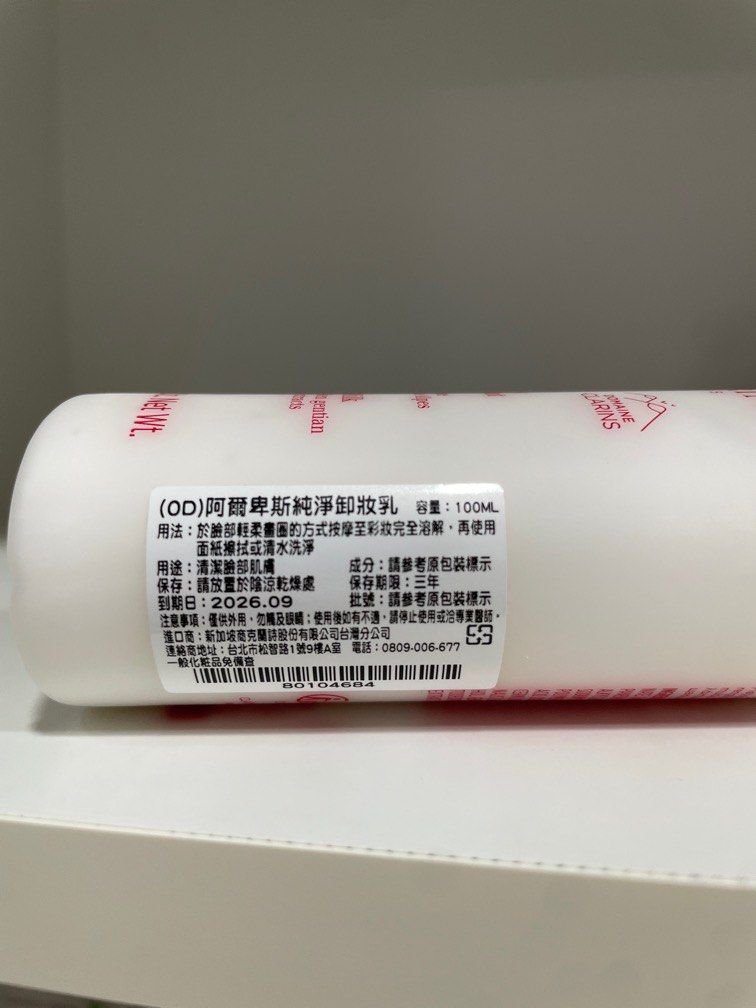 Net Wt.
gentian
DOMAINE
CLARINS
(OD)阿爾卑斯純淨卸妝乳 容量：100ML
用法：於臉部輕柔畫圈的方式按摩至彩妝完全溶解，再使用
面紙擦拭或清水洗淨
用途：清潔臉部肌膚 成分：請參考原包裝標示
保存：請放置於陰涼乾燥處 保存期限：三年
到期日：2026.09 批號：請參考原包裝標示
注意事項：僅供外用，勿觸及眼睛；使用後如有不適，請停止使用或洽專業醫師。
進口商：新加坡商克蘭詩股份有限公司台灣分公司
連絡商地址：台北市松智路1號9樓A室 電話：0809-006-677
一般化粧品免備查
80104684